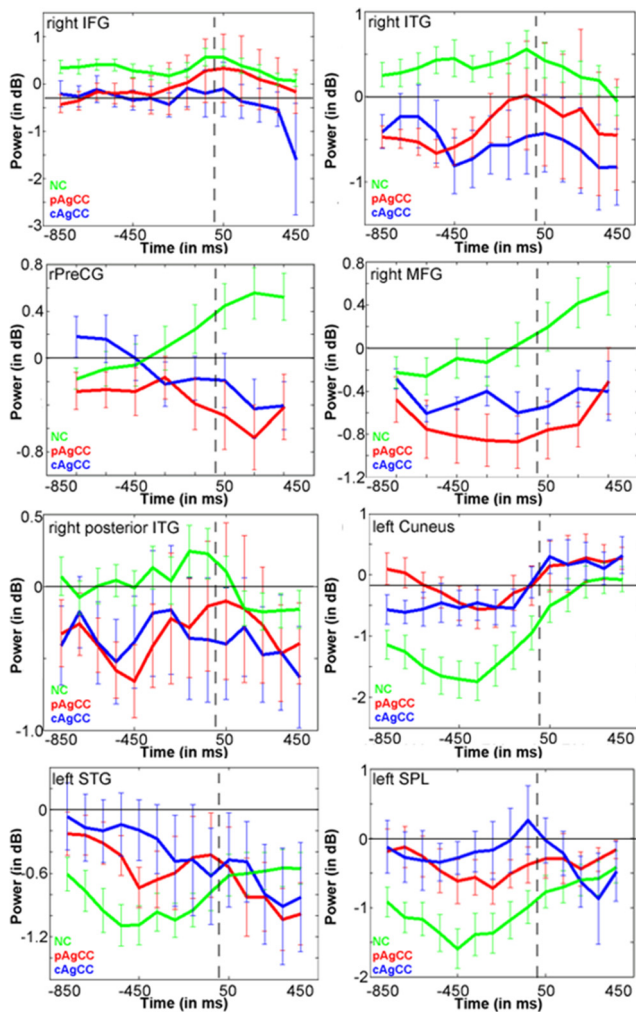 right IFG
Power (in dB)
1
0
-1
-2
-3
NC
pAgCC
cAgCC
-850
-450
50
450
Time (in ms)
right ITG
Power (in dB)
1
0
-1
NC
pAgCC
cAgCC
-850
-450
50
450
Time (in ms)
rPreCG
Power (in dB)
0.8
0.4
0
-0.8
NC
pAgCC
cAgCC
-850
-450
50
450
Time (in ms)
right MFG
Power (in dB)
0.8
0.4
0
-0.4
-0.8
-1.2
NC
pAgCC
cAgCC
-850
-450
50
450
Time (in ms)
right posterior ITG
Power (in dB)
0.5
0
-1.0
NC
pAgCC
cAgCC
-850
-450
50
450
Time (in ms)
left Cuneus
Power (in dB)
1
0
-1
-2
NC
pAgCC
cAgCC
-850
-450
50
450
Time (in ms)
left STG
Power (in dB)
0
-0.6
-1.2
NC
pAgCC
cAgCC
-850
-450
50
450
Time (in ms)
left SPL
Power (in dB)
1
0
-1
-2
NC
pAgCC
cAgCC
-850
-450
50
450
Time (in ms)